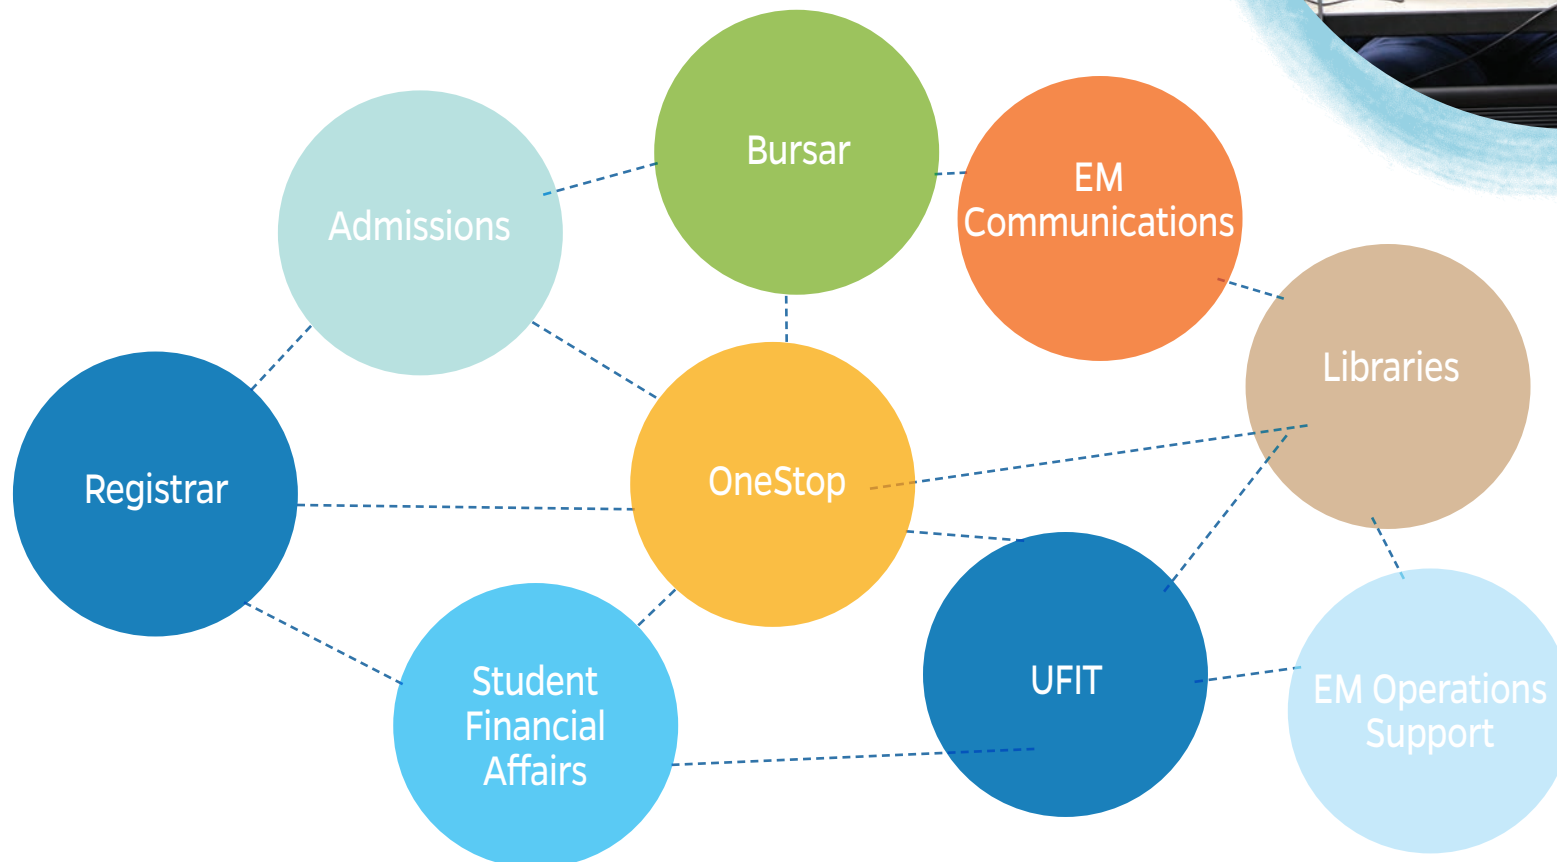 Bursar
EM
Communications
Admissions
Libraries
OneStop
Registrar
Student
Financial
Affairs
UFIT
EM Operations
Support